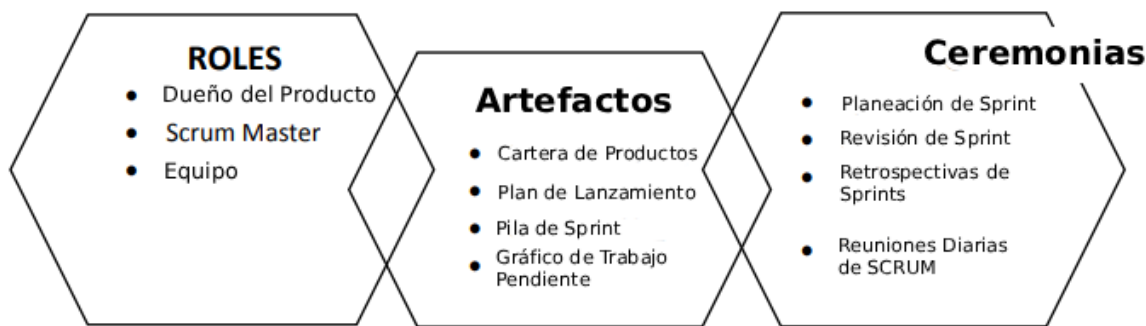 ROLES
• Dueño del Producto
• Scrum Master
• Equipo
Artefactos
• Cartera de Productos
• Plan de Lanzamiento
• Pila de Sprint
• Gráfico de Trabajo
Pendiente
Ceremonias
• Planeación de Sprint
• Revisión de Sprint
• Retrospectivas de
Sprints
• Reuniones Diarias
de SCRUM